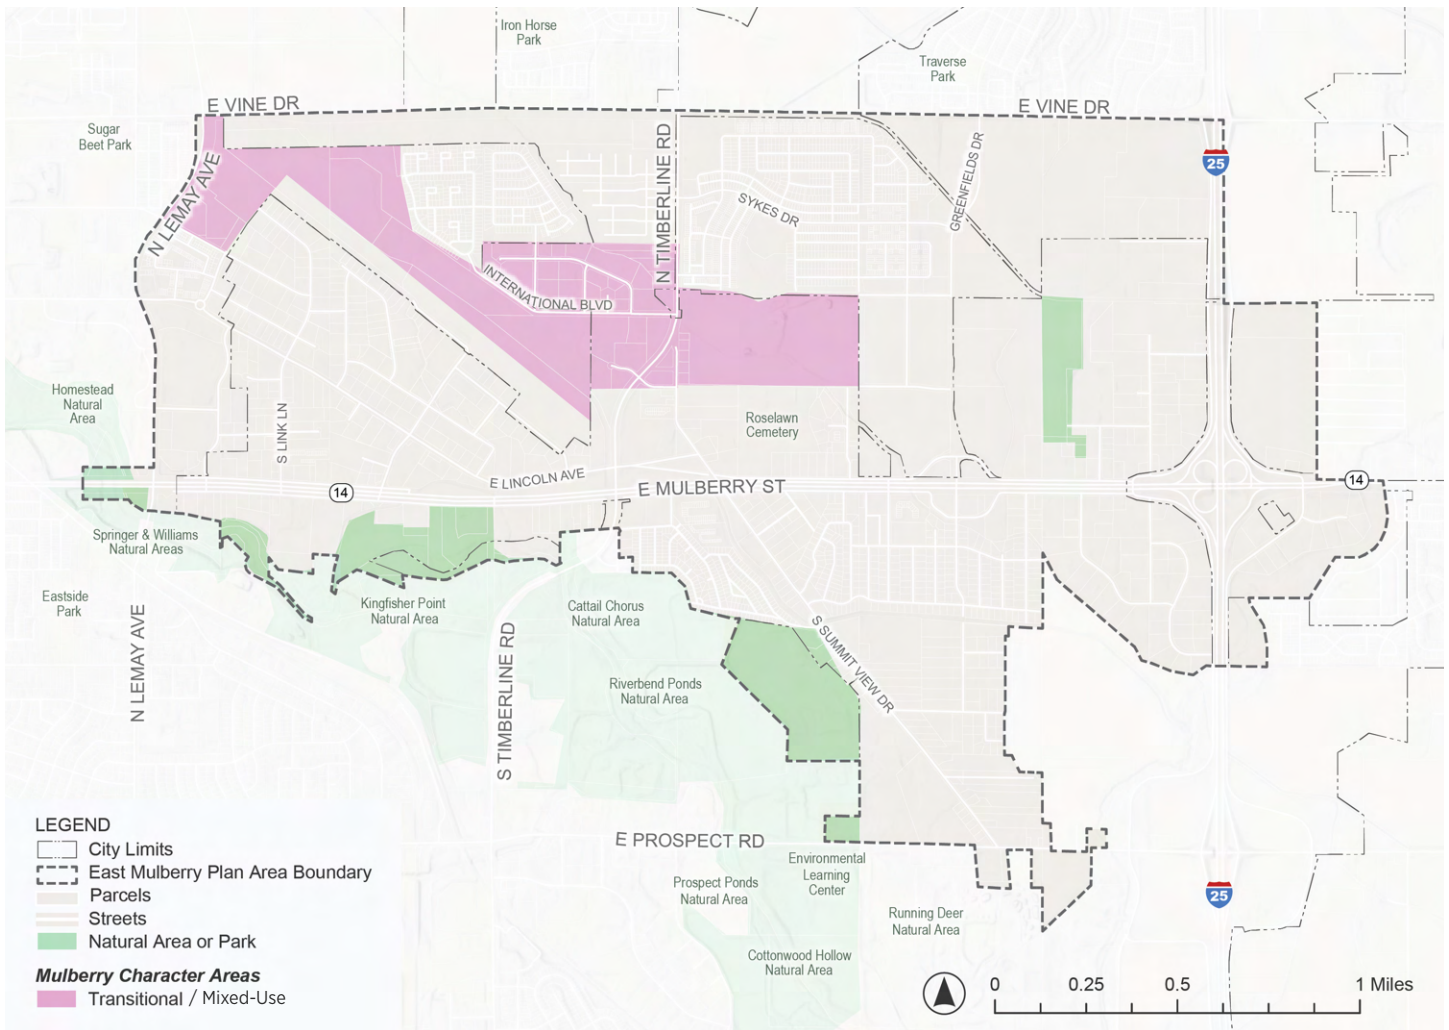 Iron Horse
Park
Traverse
Park
E VINE DR
E VINE DR
Sugar
Beet Park
N LEMAY AVE
N TIMBERLINE RD
SYKES DR
GREENFIELDS DR
25
INTERNATIONAL BLVD
Homestead
Natural
Area
S LINK LN
Roselawn
Cemetery
E LINCOLN AVE
14
E MULBERRY ST
14
Springer & Williams
Natural Areas
Eastside
Park
N LEMAY AVE
Kingfisher Point
Natural Area
Cattail Chorus
Natural Area
S TIMBERLINE RD
S SUMMIT VIEW DR
Riverbend Ponds
Natural Area
E PROSPECT RD
Environmental
Learning
Center
Prospect Ponds
Natural Area
25
Running Deer
Natural Area
Cottonwood Hollow
Natural Area
LEGEND
City Limits
East Mulberry Plan Area Boundary
Parcels
Streets
Natural Area or Park
Mulberry Character Areas
Transitional / Mixed-Use
0 0.25 0.5 1 Miles